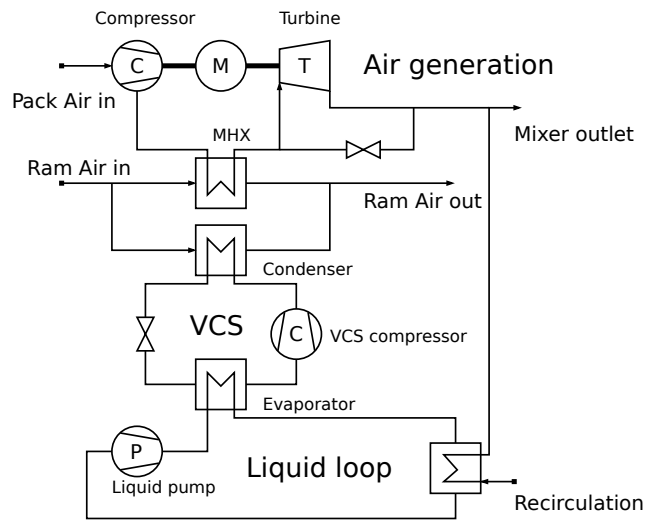 Compressor
Turbine
C
M
T
Air generation
Pack Air in
Mixer outlet
MHX
Ram Air in
Ram Air out
Condenser
VCS
C
VCS compressor
Evaporator
P
Liquid pump
Liquid loop
Recirculation